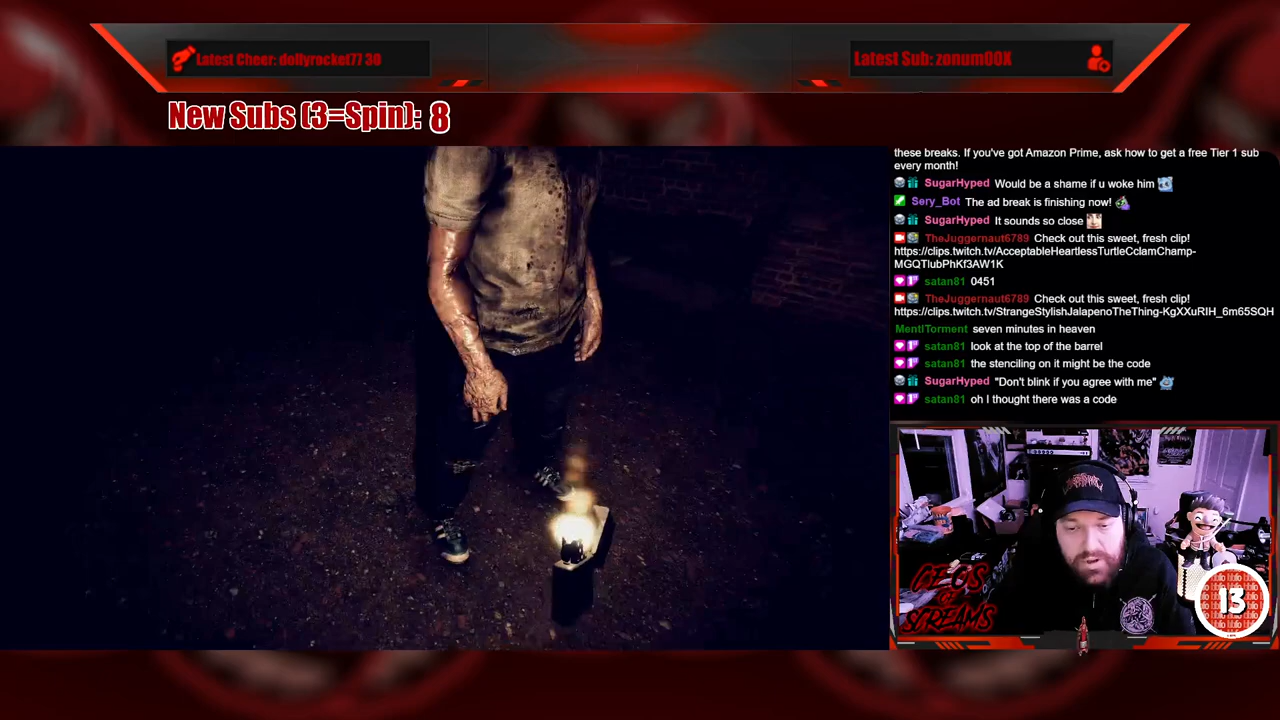 Latest Cheer: dollyrocket77 30
Latest Sub: zonum00X
New Subs (3=Spin): 8
these breaks. If you've got Amazon Prime, ask how to get a free Tier 1 sub
every month!
SugarHyped Would be a shame if u woke him
Sery_Bot The ad break is finishing now!
SugarHyped It sounds so close
TheJuggernaut6789 Check out this sweet, fresh clip!
https://clips.twitch.tv/AcceptableHeartlessTurtleCclamChamp-
MGQTlubPhKf3AW1K
satan81 0451
TheJuggernaut6789 Check out this sweet, fresh clip!
https://clips.twitch.tv/StrangeStylishJalapenoTheThing-KgXXuRIH_6m65SQH
MentlTorment seven minutes in heaven
satan81 look at the top of the barrel
satan81 the stenciling on it might be the code
SugarHyped "Don't blink if you agree with me"
satan81 oh I thought there was a code
SCREAMS
13